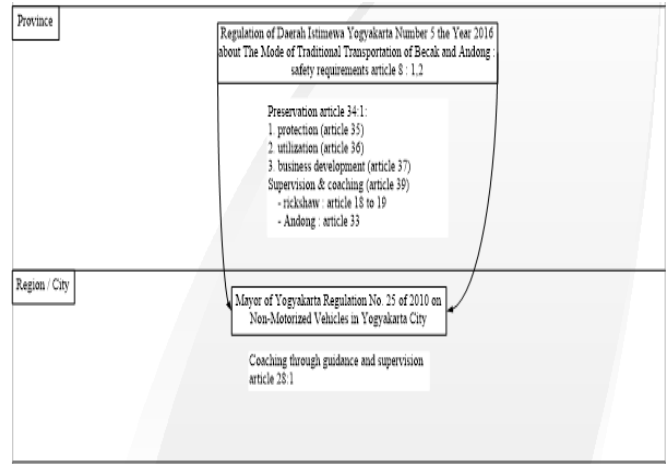 Province
Regulation of Daerah Istimewa Yogyakarta Number 5 the Year 2016
about The Mode of Traditional Transportation of Becak and Andong :
safety requirements article 8 : 1,2
Preservation article 34:1:
1. protection (article 35)
2. utilization (article 36)
3. business development (article 37)
Supervision & coaching (article 39)
- rickshaw : article 18 to 19
- Andong : article 33
Region / City
Mayor of Yogyakarta Regulation No. 25 of 2010 on
Non-Motorized Vehicles in Yogyakarta City
Coaching through guidance and supervision
article 28:1